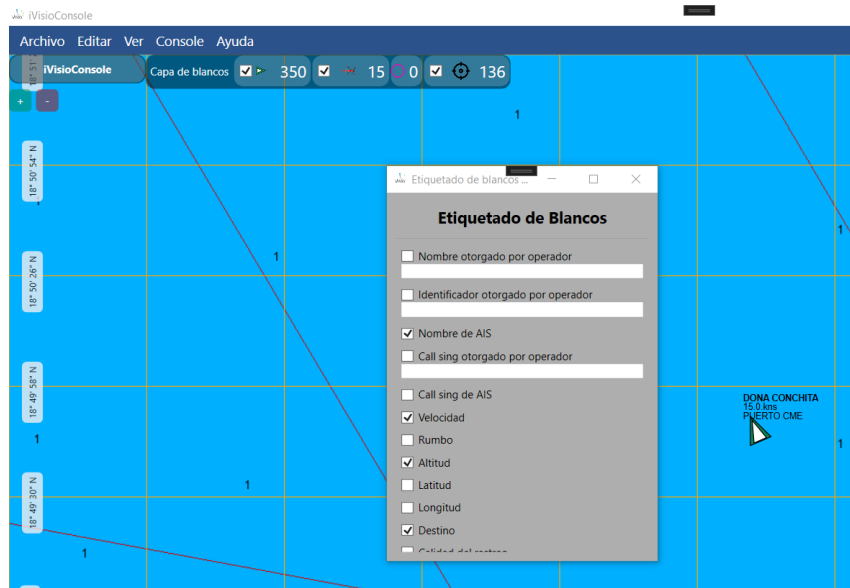 iVisioConsole
Archivo Editar Ver Console Ayuda
iVisioConsole
Capa de blancos 350 15 0 136
+ -
1
18° 50' 54" N
Etiquetado de blancos ...
Etiquetado de Blancos
1
1
Nombre otorgado por operador
18° 50' 26" N
Identificador otorgado por operador
Nombre de AIS
Call sing otorgado por operador
18° 49' 58" N
Call sing de AIS
DONA CONCHITA
15.0 kns
PUERTO CME
Velocidad
1
Rumbo
1
Altitud
1
Latitud
18° 49' 30" N
Longitud
Destino
1
Calidad del rastreo